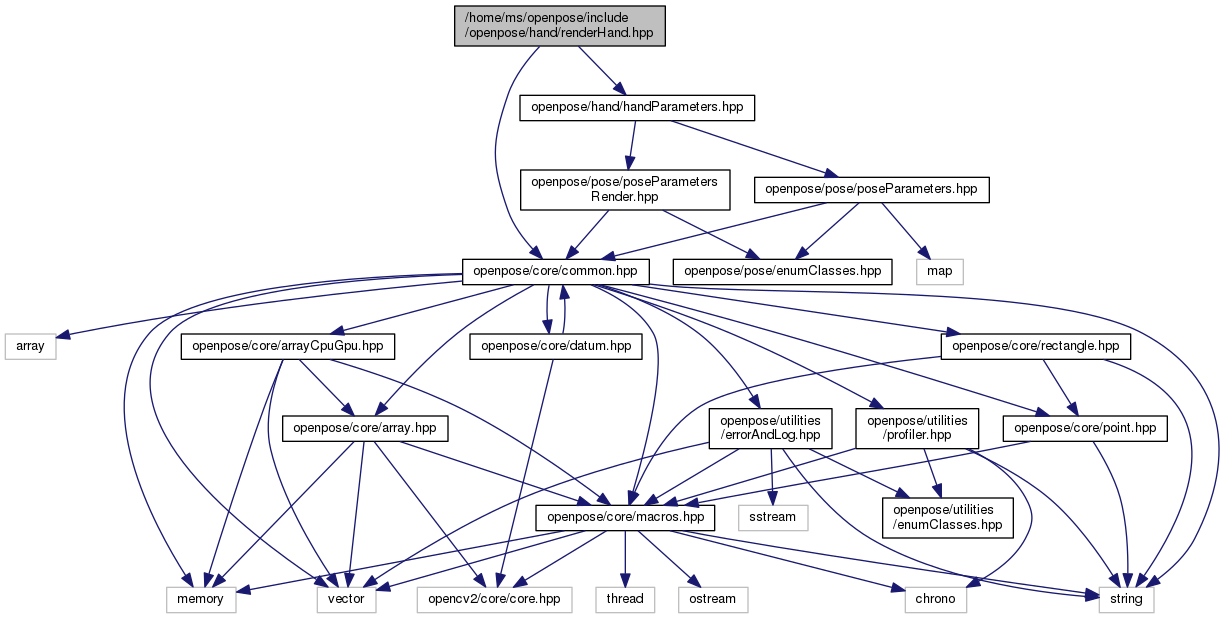 /home/ms/openpose/include
/openpose/hand/renderHand.hpp
openpose/hand/handParameters.hpp
openpose/pose/poseParameters
Render.hpp
openpose/pose/poseParameters.hpp
openpose/core/common.hpp
openpose/pose/enumClasses.hpp
map
array
openpose/core/arrayCpuGpu.hpp
openpose/core/datum.hpp
openpose/core/rectangle.hpp
openpose/core/array.hpp
openpose/utilities
/errorAndLog.hpp
openpose/utilities
/profiler.hpp
openpose/core/point.hpp
openpose/core/macros.hpp
sstream
openpose/utilities
/enumClasses.hpp
memory
vector
opencv2/core/core.hpp
thread
ostream
chrono
string